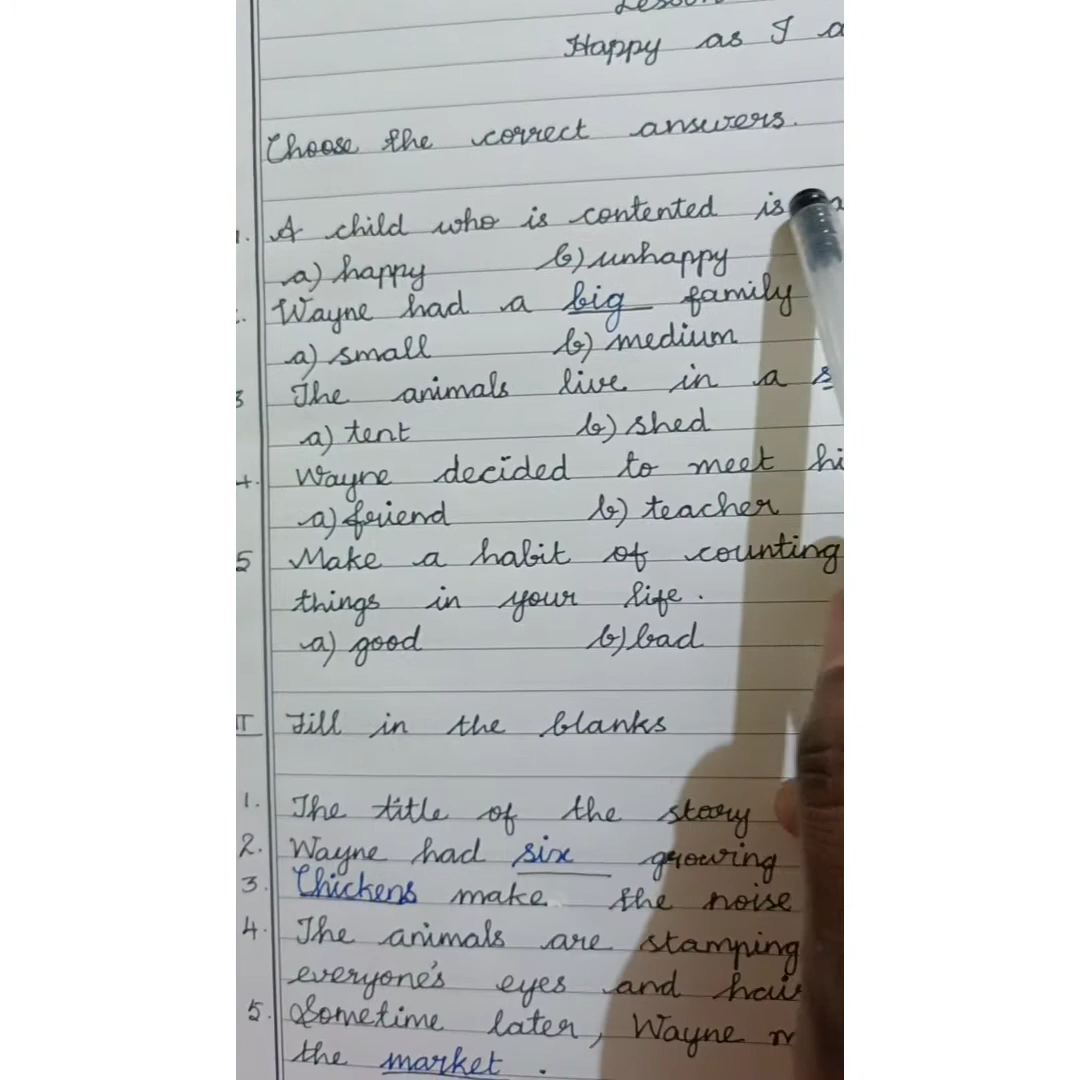 Lesson
Happy as I a
Choose the correct answers.
1. A child who is contented is
a) happy b) unhappy
Wayne had a big family
a) small b) medium
3 The animals live in a s
a) tent b) shed
4. Wayne decided to meet hi
a) friend b) teacher
5 Make a habit of counting
things in your life.
a) good b) bad
II Fill in the blanks
1. The title of the story
2. Wayne had six growing
3. Chickens make the noise
4. The animals are stamping
everyone's eyes and hair
5. Sometime later, Wayne
the market.